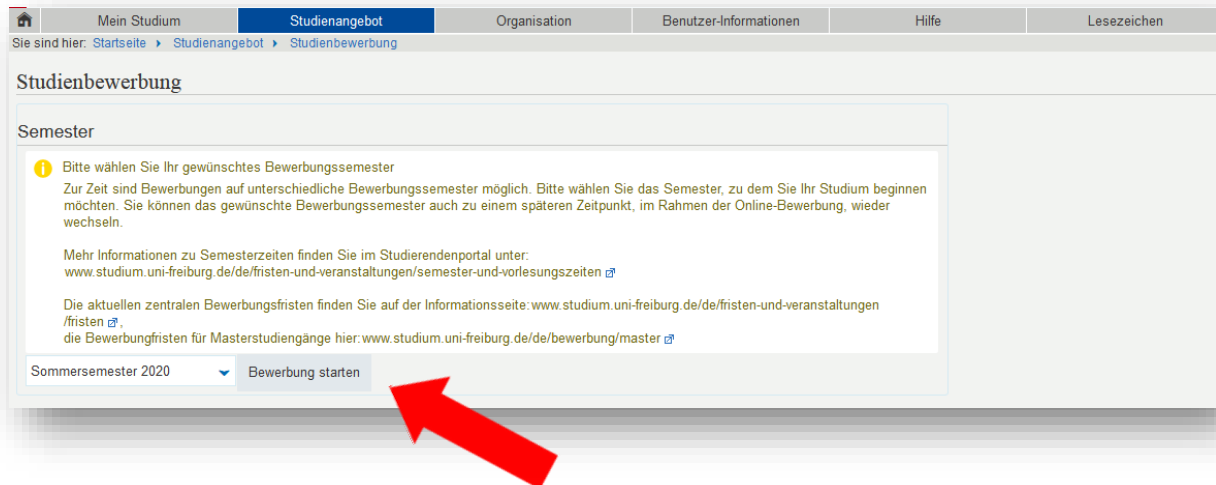 Mein Studium Studienangebot Organisation Benutzer-Informationen Hilfe Lesezeichen
Sie sind hier: Startseite Studienangebot Studienbewerbung
Studienbewerbung
Semester
Bitte wählen Sie Ihr gewünschtes Bewerbungssemester
Zur Zeit sind Bewerbungen auf unterschiedliche Bewerbungssemester möglich. Bitte wählen Sie das Semester, zu dem Sie Ihr Studium beginnen
möchten. Sie können das gewünschte Bewerbungssemester auch zu einem späteren Zeitpunkt, im Rahmen der Online-Bewerbung, wieder
wechseln.
Mehr Informationen zu Semesterzeiten finden Sie im Studierendenportal unter:
www.studium.uni-freiburg.de/de/fristen-und-veranstaltungen/semester-und-vorlesungszeiten
Die aktuellen zentralen Bewerbungsfristen finden Sie auf der Informationsseite:www.studium.uni-freiburg.de/de/fristen-und-veranstaltungen
/fristen ,
die Bewerbungfristen für Masterstudiengänge hier:www.studium.uni-freiburg.de/de/bewerbung/master
Sommersemester 2020 Bewerbung starten